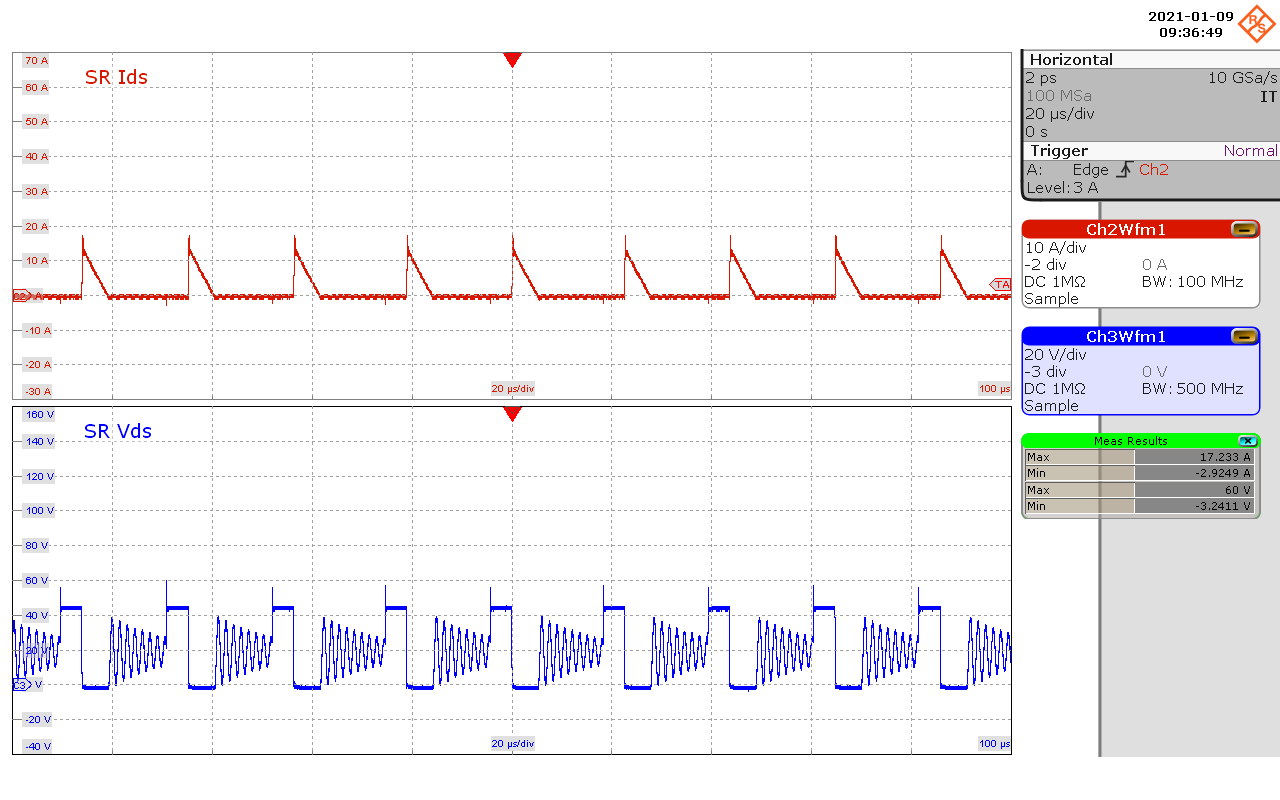 2021-01-09
09:36:49
R&S
70 A
SR Ids
60 A
50 A
40 A
30 A
20 A
10 A
TA
-10 A
-20 A
-30 A
20 µs/div
100 µs
160 V
SR Vds
140 V
120 V
100 V
80 V
60 V
40 V
20 V
C3 V
-20 V
-40 V
20 µs/div
100 µs
Horizontal
2 ps 10 GSa/s
100 MSa IT
20 µs/div
0 s
Trigger Normal
A: Edge Ch2
Level: 3 A
Ch2Wfm1
10 A/div
-2 div 0 A
DC 1MΩ BW: 100 MHz
Sample
Ch3Wfm1
20 V/div
-3 div 0 V
DC 1MΩ BW: 500 MHz
Sample
Meas Results
Max 17.233 A
Min -2.9249 A
Max 60 V
Min -3.2411 V